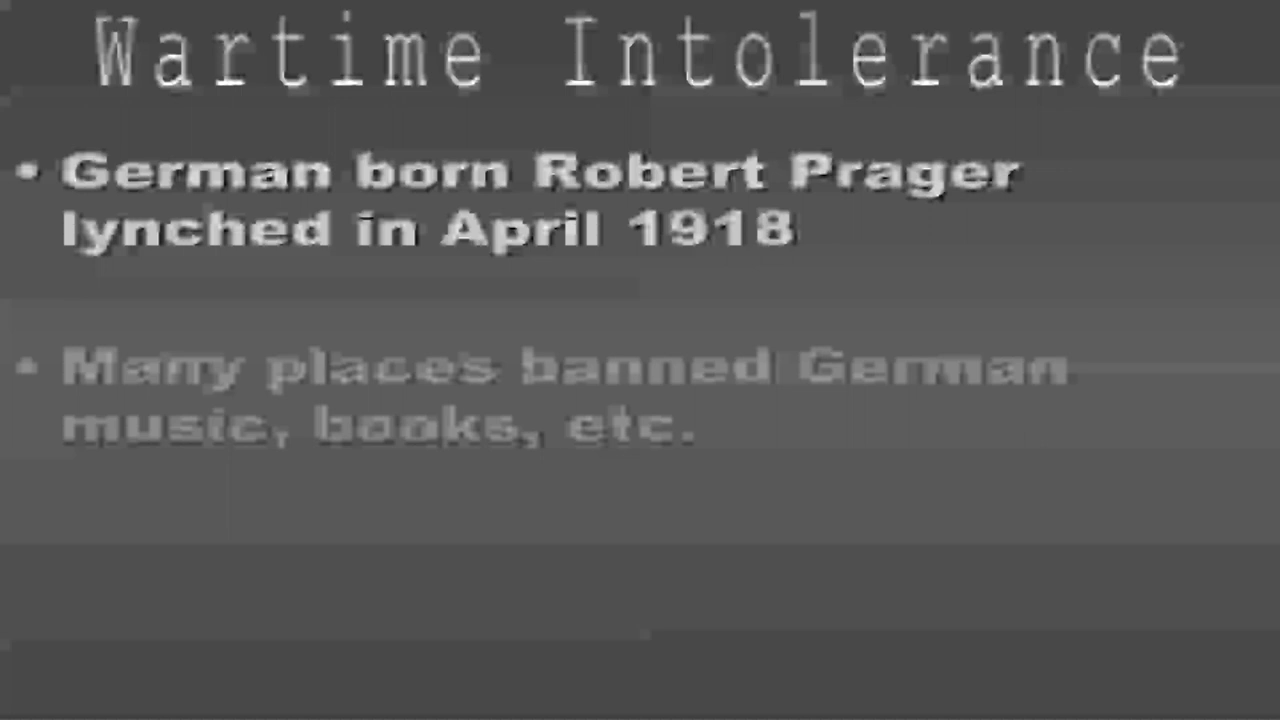 Wartime Intolerance
• German born Robert Prager
lynched in April 1918
• Many places banned German
music, books, etc.